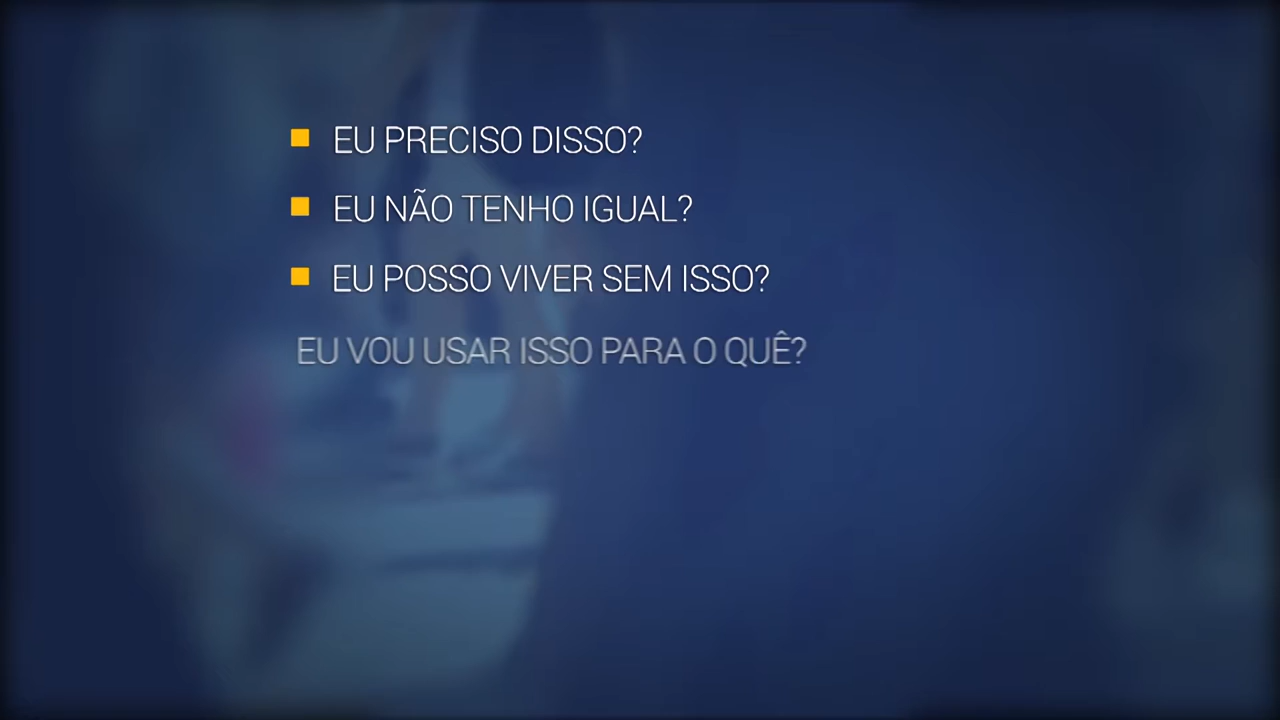 EU PRECISO DISSO?
EU NÃO TENHO IGUAL?
EU POSSO VIVER SEM ISSO?
EU VOU USAR ISSO PARA O QUÊ?